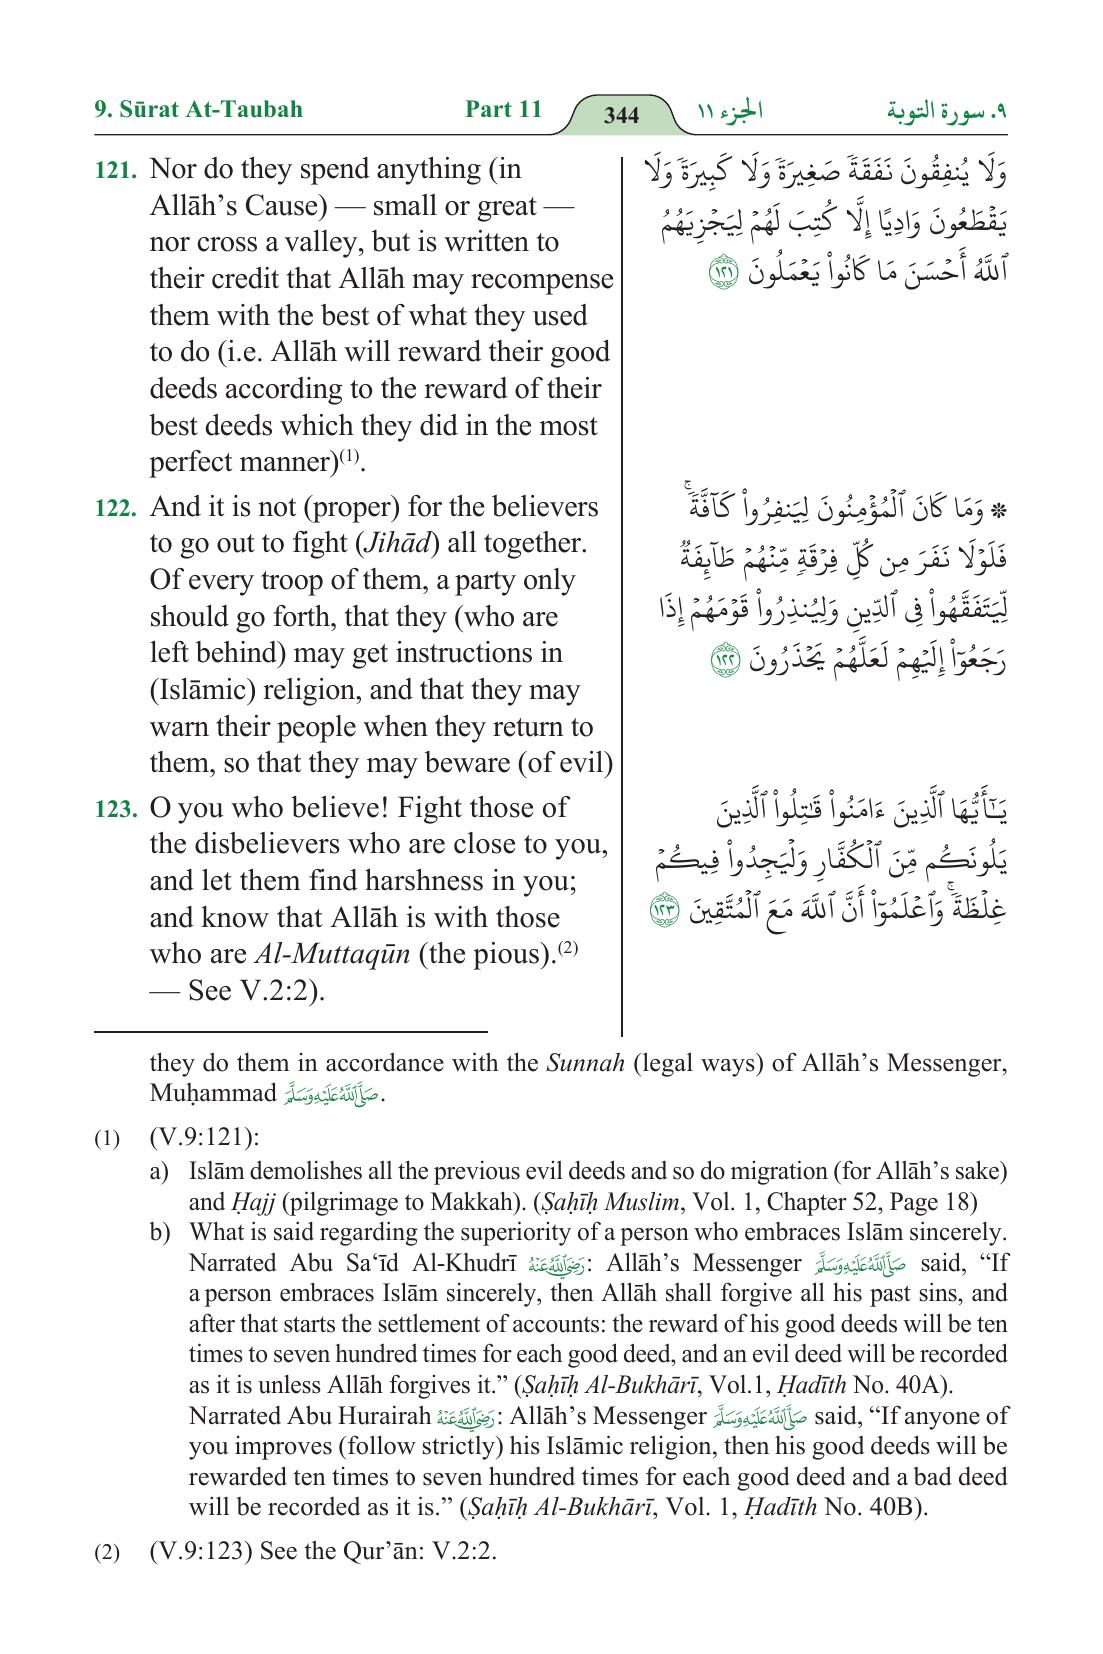 9. Sūrat At-Taubah Part 11 344 الجزء ١١ ٩. سورة التوبة
121. Nor do they spend anything (in
Allāh’s Cause) — small or great —
nor cross a valley, but is written to
their credit that Allāh may recompense
them with the best of what they used
to do (i.e. Allāh will reward their good
deeds according to the reward of their
best deeds which they did in the most
perfect manner)(1).
وَلَا يُنفِقُونَ نَفَقَةً صَغِيرَةً وَلَا كَبِيرَةً وَلَا
يَقْطَعُونَ وَادِيًا إِلَّا كُتِبَ لَهُمْ لِيَجْزِيَهُمُ
ٱللَّهُ أَحْسَنَ مَا كَانُوا۟ يَعْمَلُونَ ١٢١
122. And it is not (proper) for the believers
to go out to fight (Jihād) all together.
Of every troop of them, a party only
should go forth, that they (who are
left behind) may get instructions in
(Islāmic) religion, and that they may
warn their people when they return to
them, so that they may beware (of evil)
۞ وَمَا كَانَ ٱلْمُؤْمِنُونَ لِيَنفِرُوا۟ كَآفَّةً ۚ
فَلَوْلَا نَفَرَ مِن كُلِّ فِرْقَةٍ مِّنْهُمْ طَآئِفَةٌ
لِّيَتَفَقَّهُوا۟ فِى ٱلدِّينِ وَلِيُنذِرُوا۟ قَوْمَهُمْ إِذَا
رَجَعُوٓا۟ إِلَيْهِمْ لَعَلَّهُمْ يَحْذَرُونَ ١٢٢
123. O you who believe! Fight those of
the disbelievers who are close to you,
and let them find harshness in you;
and know that Allāh is with those
who are Al-Muttaqūn (the pious).(2)
— See V.2:2).
يَـٰٓأَيُّهَا ٱلَّذِينَ ءَامَنُوا۟ قَـٰتِلُوا۟ ٱلَّذِينَ
يَلُونَكُم مِّنَ ٱلْكُفَّارِ وَلْيَجِدُوا۟ فِيكُمْ
غِلْظَةً ۚ وَٱعْلَمُوٓا۟ أَنَّ ٱللَّهَ مَعَ ٱلْمُتَّقِينَ ١٢٣
they do them in accordance with the Sunnah (legal ways) of Allāh’s Messenger,
Muḥammad صَلَّى ٱللَّهُ عَلَيْهِ وَسَلَّمَ.
(1) (V.9:121):
a) Islām demolishes all the previous evil deeds and so do migration (for Allāh’s sake)
and Ḥajj (pilgrimage to Makkah). (Ṣaḥīḥ Muslim, Vol. 1, Chapter 52, Page 18)
b) What is said regarding the superiority of a person who embraces Islām sincerely.
Narrated Abu Sa‘īd Al-Khudrī رَضِيَ ٱللَّهُ عَنْهُ: Allāh’s Messenger صَلَّى ٱللَّهُ عَلَيْهِ وَسَلَّمَ said, “If
a person embraces Islām sincerely, then Allāh shall forgive all his past sins, and
after that starts the settlement of accounts: the reward of his good deeds will be ten
times to seven hundred times for each good deed, and an evil deed will be recorded
as it is unless Allāh forgives it.” (Ṣaḥīḥ Al-Bukhārī, Vol.1, Ḥadīth No. 40A).
Narrated Abu Hurairah رَضِيَ ٱللَّهُ عَنْهُ: Allāh’s Messenger صَلَّى ٱللَّهُ عَلَيْهِ وَسَلَّمَ said, “If anyone of
you improves (follow strictly) his Islāmic religion, then his good deeds will be
rewarded ten times to seven hundred times for each good deed and a bad deed
will be recorded as it is.” (Ṣaḥīḥ Al-Bukhārī, Vol. 1, Ḥadīth No. 40B).
(2) (V.9:123) See the Qur’ān: V.2:2.